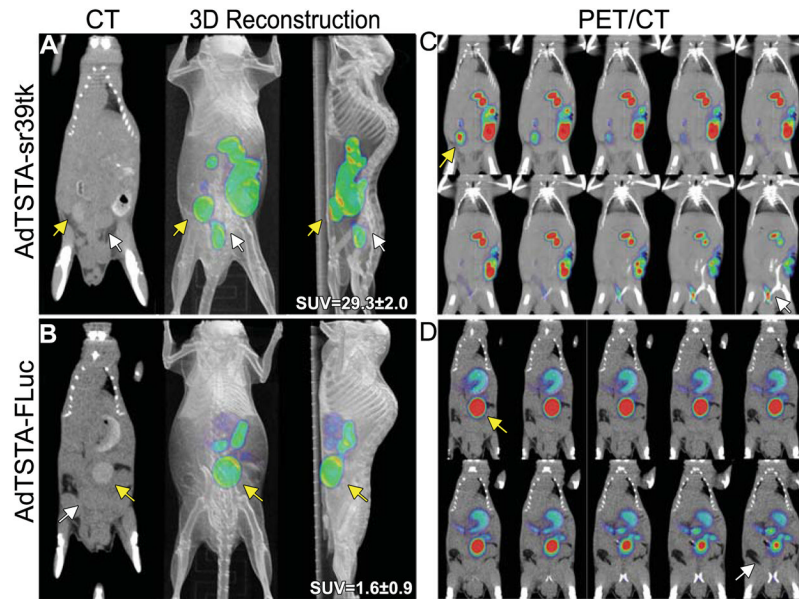 CT
3D Reconstruction
PET/CT
A
AdTSTA-sr39tk
SUV=29.3±2.0
C
B
AdTSTA-FLuc
SUV=1.6±0.9
D